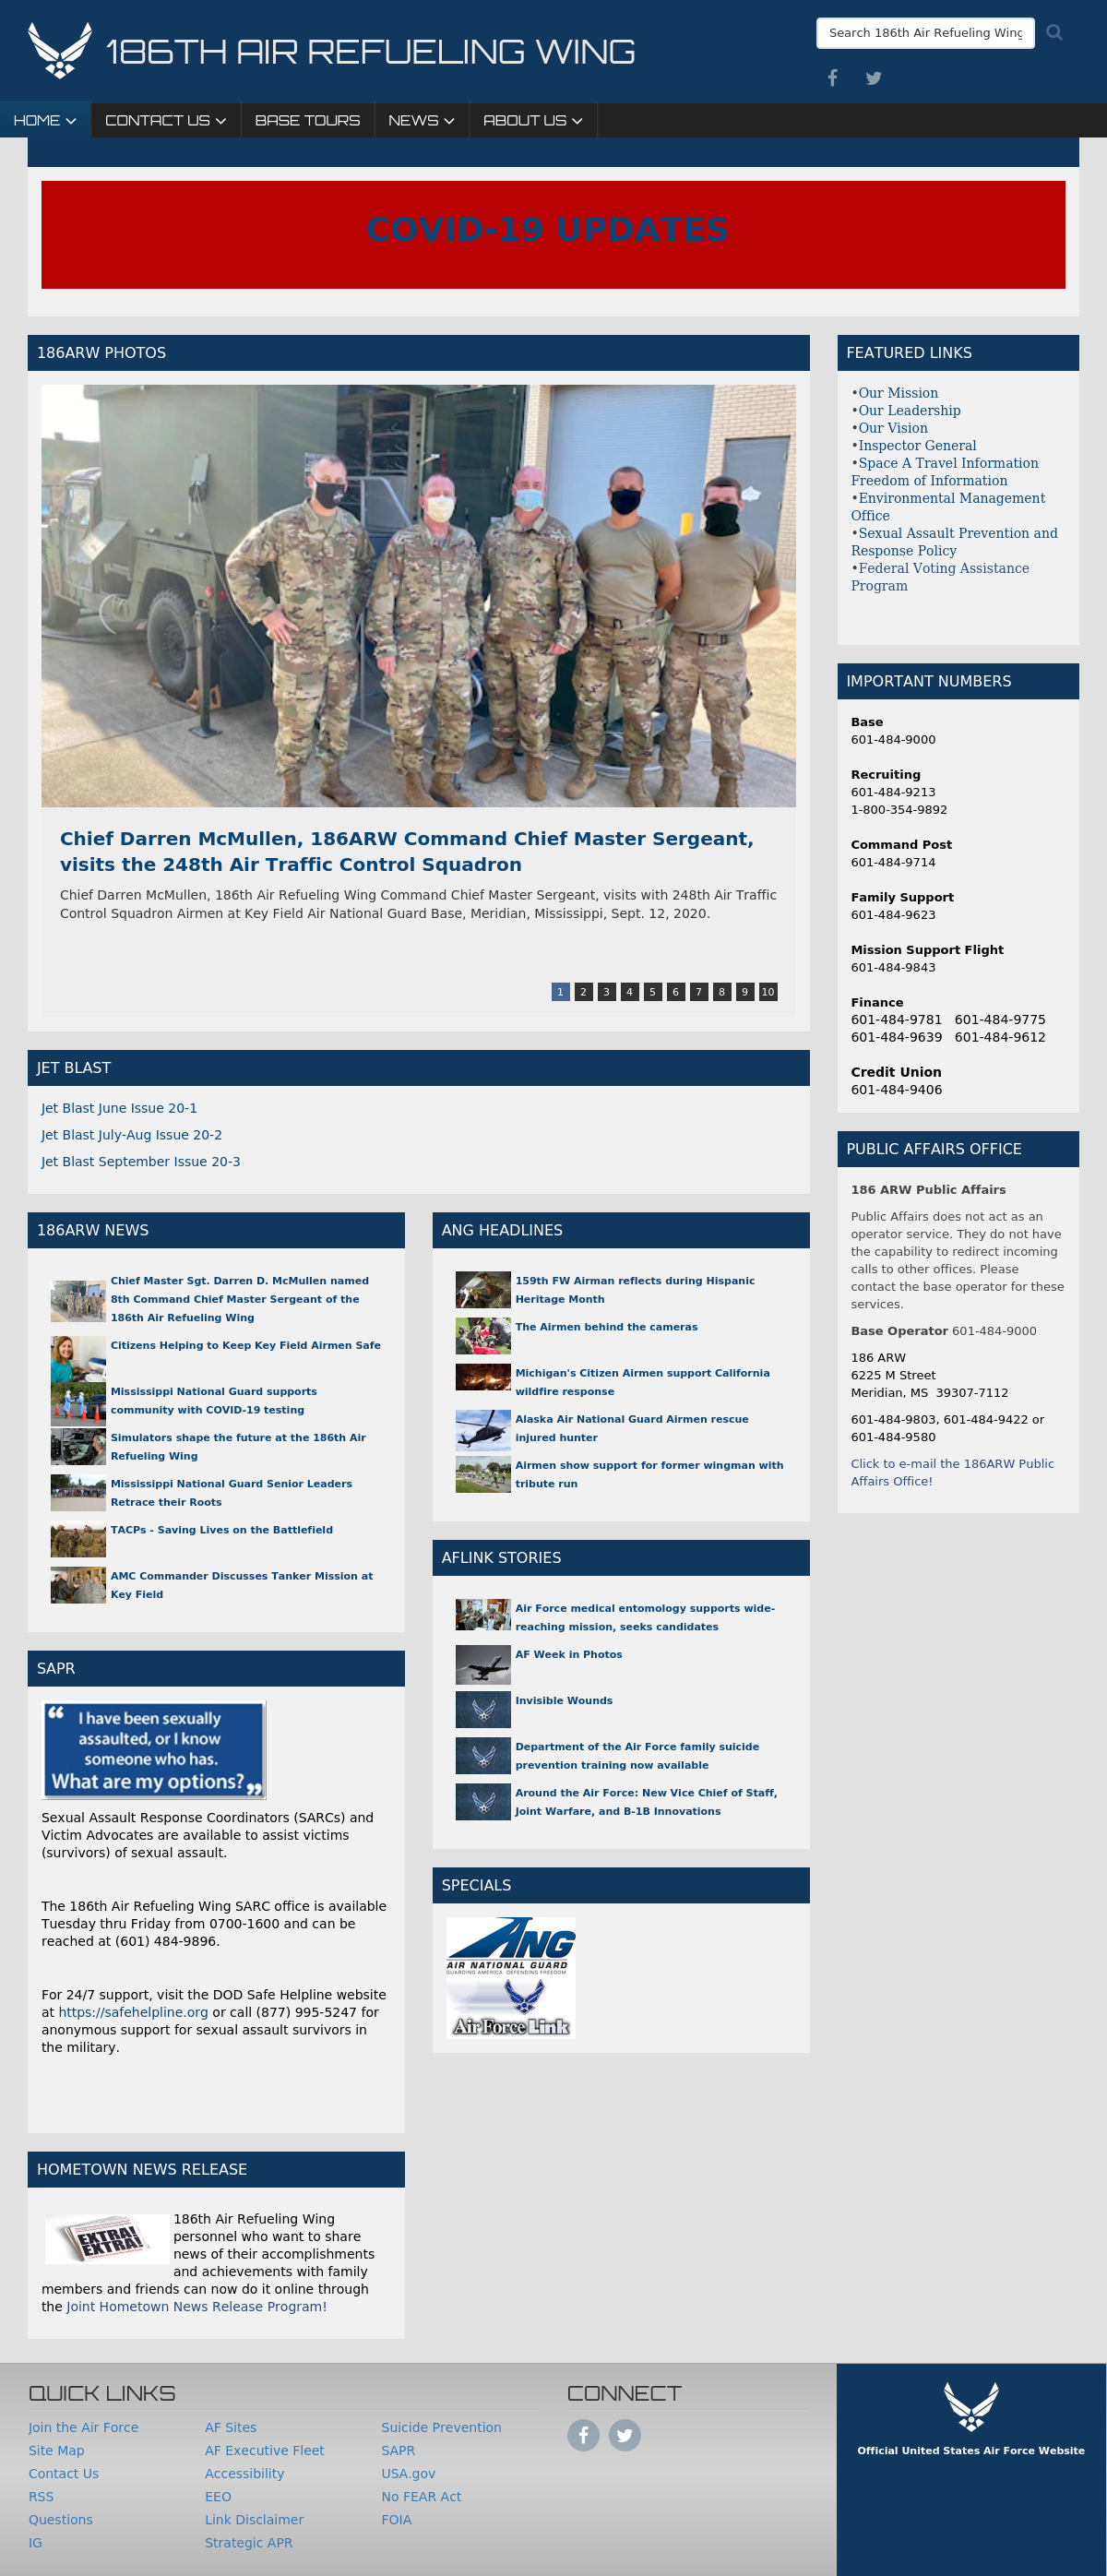 186TH AIR REFUELING WING
Search 186th Air Refueling Wing
HOME
CONTACT US
BASE TOURS
NEWS
ABOUT US
COVID-19 UPDATES
186ARW PHOTOS
Chief Darren McMullen, 186ARW Command Chief Master Sergeant,
visits the 248th Air Traffic Control Squadron
Chief Darren McMullen, 186th Air Refueling Wing Command Chief Master Sergeant, visits with 248th Air Traffic
Control Squadron Airmen at Key Field Air National Guard Base, Meridian, Mississippi, Sept. 12, 2020.
1 2 3 4 5 6 7 8 9 10
JET BLAST
Jet Blast June Issue 20-1
Jet Blast July-Aug Issue 20-2
Jet Blast September Issue 20-3
186ARW NEWS
Chief Master Sgt. Darren D. McMullen named
8th Command Chief Master Sergeant of the
186th Air Refueling Wing
Citizens Helping to Keep Key Field Airmen Safe
Mississippi National Guard supports
community with COVID-19 testing
Simulators shape the future at the 186th Air
Refueling Wing
Mississippi National Guard Senior Leaders
Retrace their Roots
TACPs - Saving Lives on the Battlefield
AMC Commander Discusses Tanker Mission at
Key Field
SAPR
“ I have been sexually
assaulted, or I know
someone who has.
What are my options? ”
Sexual Assault Response Coordinators (SARCs) and
Victim Advocates are available to assist victims
(survivors) of sexual assault.
The 186th Air Refueling Wing SARC office is available
Tuesday thru Friday from 0700-1600 and can be
reached at (601) 484-9896.
For 24/7 support, visit the DOD Safe Helpline website
at https://safehelpline.org or call (877) 995-5247 for
anonymous support for sexual assault survivors in
the military.
HOMETOWN NEWS RELEASE
EXTRA!
EXTRA!
186th Air Refueling Wing
personnel who want to share
news of their accomplishments
and achievements with family
members and friends can now do it online through
the Joint Hometown News Release Program!
ANG HEADLINES
159th FW Airman reflects during Hispanic
Heritage Month
The Airmen behind the cameras
Michigan's Citizen Airmen support California
wildfire response
Alaska Air National Guard Airmen rescue
injured hunter
Airmen show support for former wingman with
tribute run
AFLINK STORIES
Air Force medical entomology supports wide-
reaching mission, seeks candidates
AF Week in Photos
Invisible Wounds
Department of the Air Force family suicide
prevention training now available
Around the Air Force: New Vice Chief of Staff,
Joint Warfare, and B-1B Innovations
SPECIALS
ANG
AIR NATIONAL GUARD
GUARDING AMERICA DEFENDING FREEDOM
Air Force Link
FEATURED LINKS
•Our Mission
•Our Leadership
•Our Vision
•Inspector General
•Space A Travel Information
Freedom of Information
•Environmental Management
Office
•Sexual Assault Prevention and
Response Policy
•Federal Voting Assistance
Program
IMPORTANT NUMBERS
Base
601-484-9000
Recruiting
601-484-9213
1-800-354-9892
Command Post
601-484-9714
Family Support
601-484-9623
Mission Support Flight
601-484-9843
Finance
601-484-9781 601-484-9775
601-484-9639 601-484-9612
Credit Union
601-484-9406
PUBLIC AFFAIRS OFFICE
186 ARW Public Affairs
Public Affairs does not act as an
operator service. They do not have
the capability to redirect incoming
calls to other offices. Please
contact the base operator for these
services.
Base Operator 601-484-9000
186 ARW
6225 M Street
Meridian, MS 39307-7112
601-484-9803, 601-484-9422 or
601-484-9580
Click to e-mail the 186ARW Public
Affairs Office!
QUICK LINKS
Join the Air Force
Site Map
Contact Us
RSS
Questions
IG
AF Sites
AF Executive Fleet
Accessibility
EEO
Link Disclaimer
Strategic APR
Suicide Prevention
SAPR
USA.gov
No FEAR Act
FOIA
CONNECT
Official United States Air Force Website